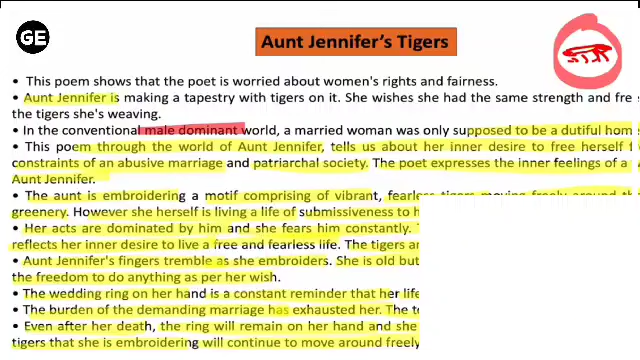 GE
Aunt Jennifer's Tigers
• This poem shows that the poet is worried about women's rights and fairness.
• Aunt Jennifer is making a tapestry with tigers on it. She wishes she had the same strength and fre
the tigers she's weaving.
• In the conventional male dominant world, a married woman was only supposed to be a dutiful hom
• This poem through the world of Aunt Jennifer, tells us about her inner desire to free herself f
constraints of an abusive marriage and patriarchal society. The poet expresses the inner feelings of a
Aunt Jennifer.
• The aunt is embroidering a motif comprising of vibrant, fearless tigers moving freely around th
greenery. However she herself is living a life of submissiveness to h
• Her acts are dominated by him and she fears him constantly.
reflects her inner desire to live a free and fearless life. The tigers ar
• Aunt Jennifer's fingers tremble as she embroiders. She is old but
the freedom to do anything as per her wish.
• The wedding ring on her hand is a constant reminder that her life
• The burden of the demanding marriage has exhausted her. The te
• Even after her death, the ring will remain on her hand and she
tigers that she is embroidering will continue to move around freely